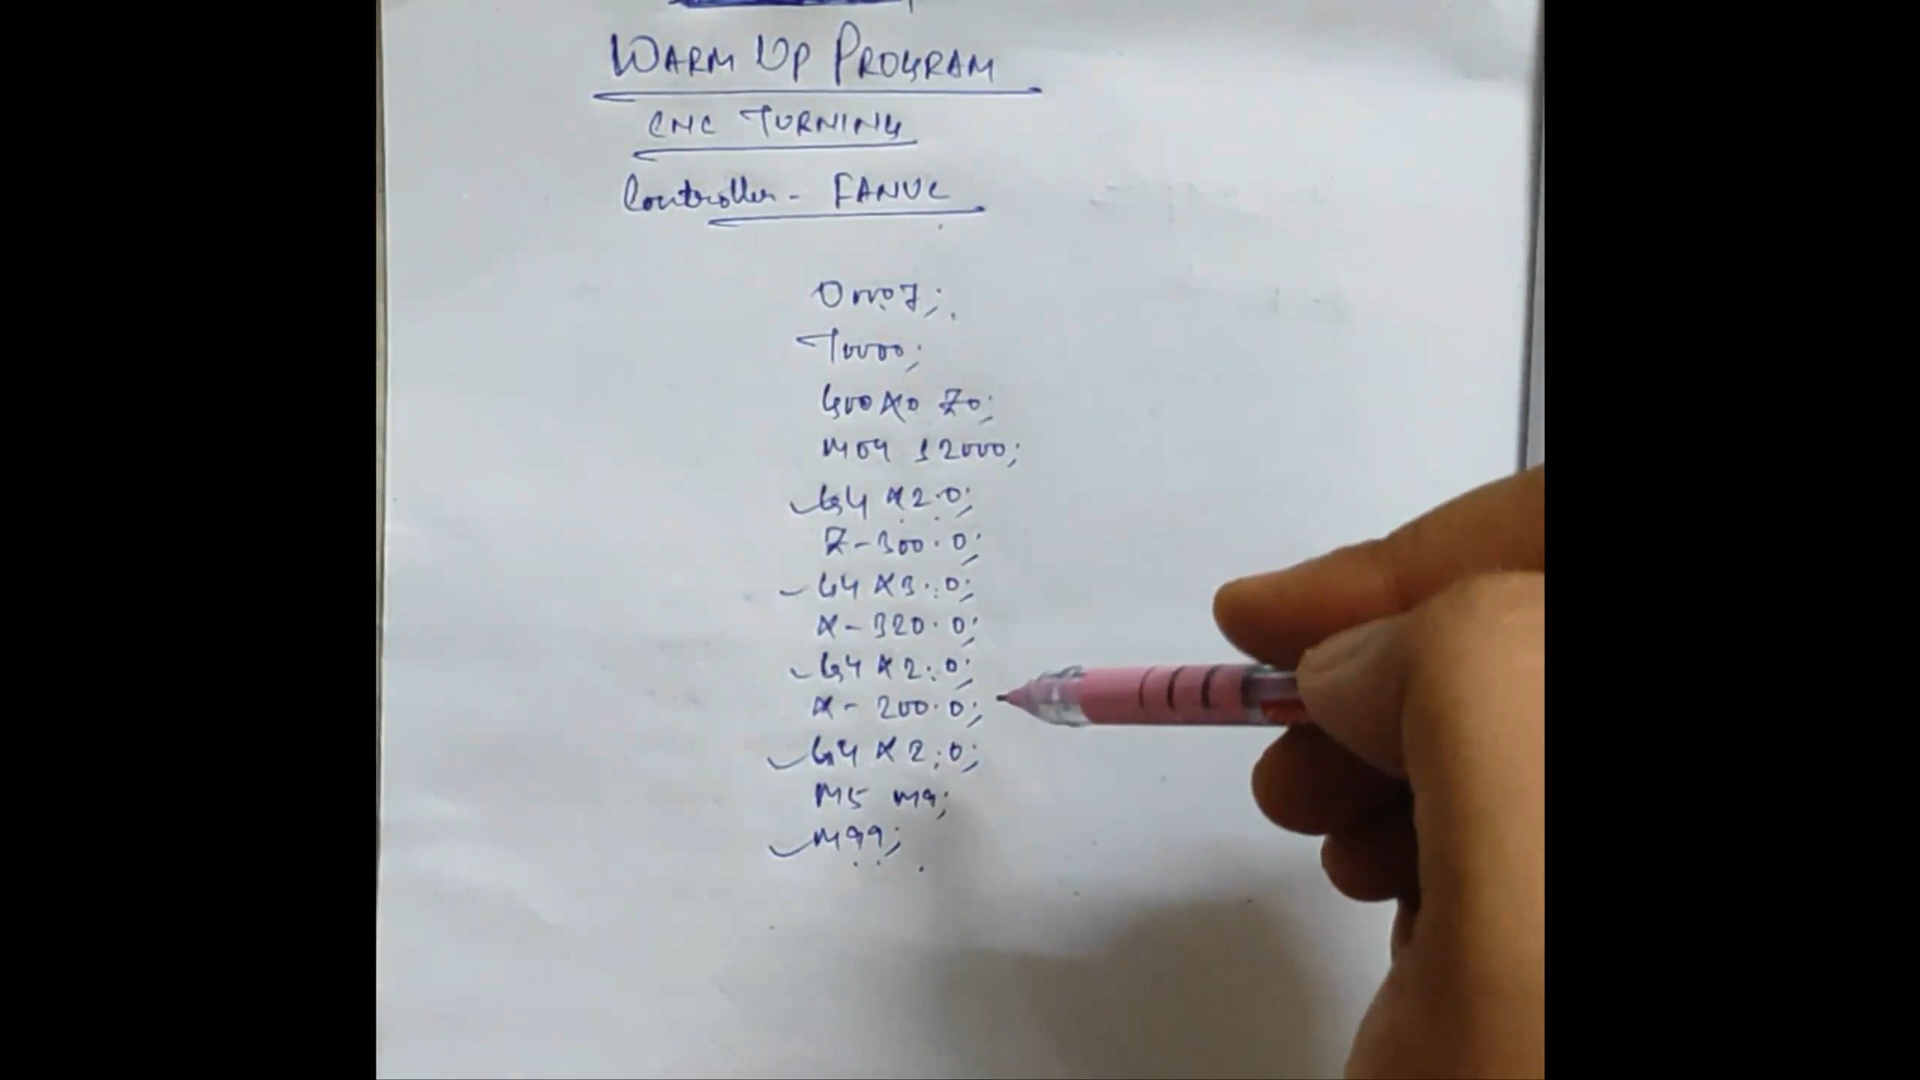 WARM UP PROGRAM
CNC TURNING
Controller - FANUC
O0007;
T0000;
G00 X0 Z0;
M04 S2000;
G4 X2.0;
Z-300.0;
G4 X3.0;
X-320.0;
G4 X2.0;
X-200.0;
G4 X2.0;
M5 M9;
M99;